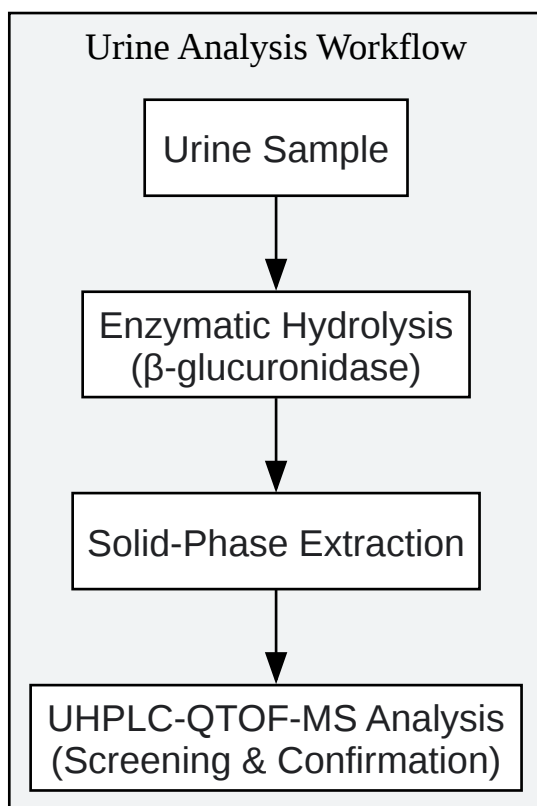 Urine Analysis Workflow
Urine Sample
Enzymatic Hydrolysis
(β-glucuronidase)
Solid-Phase Extraction
UHPLC-QTOF-MS Analysis
(Screening & Confirmation)